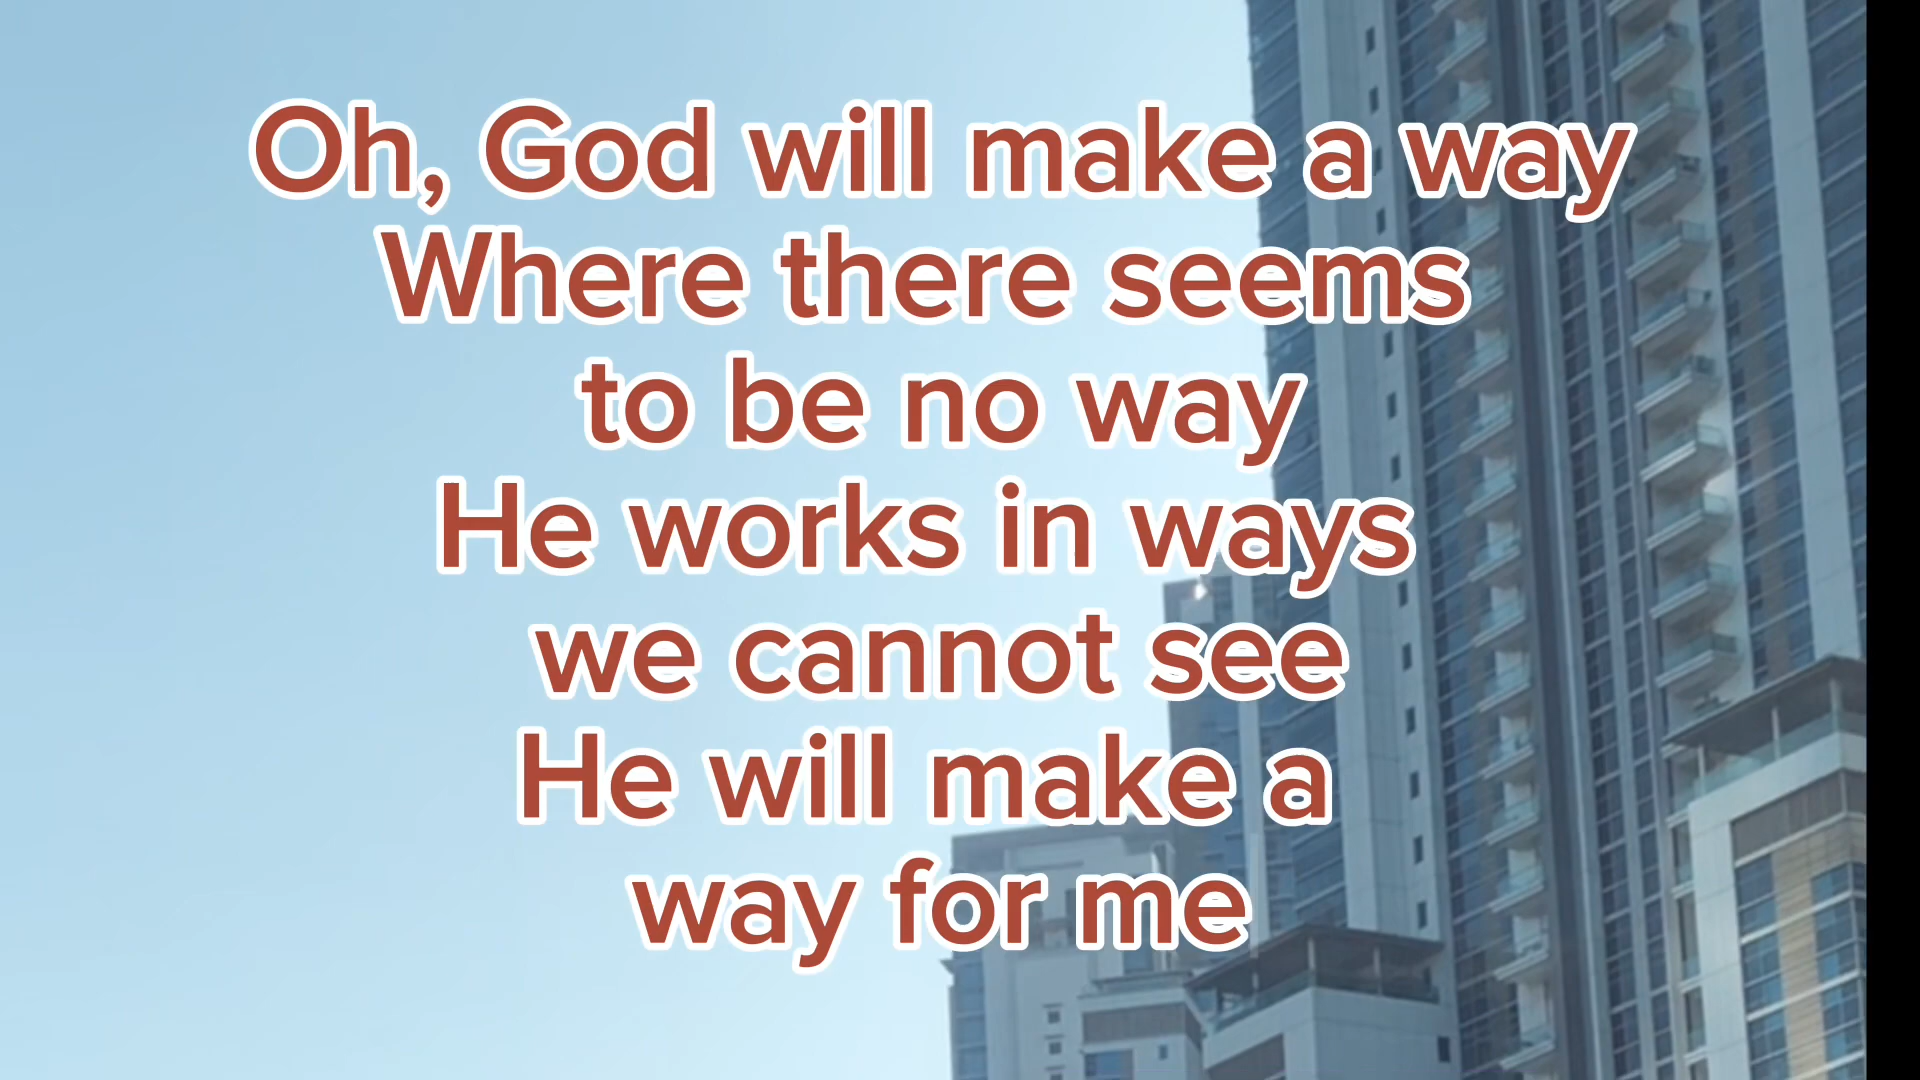 Oh, God will make a way
Where there seems
to be no way
He works in ways
we cannot see
He will make a
way for me